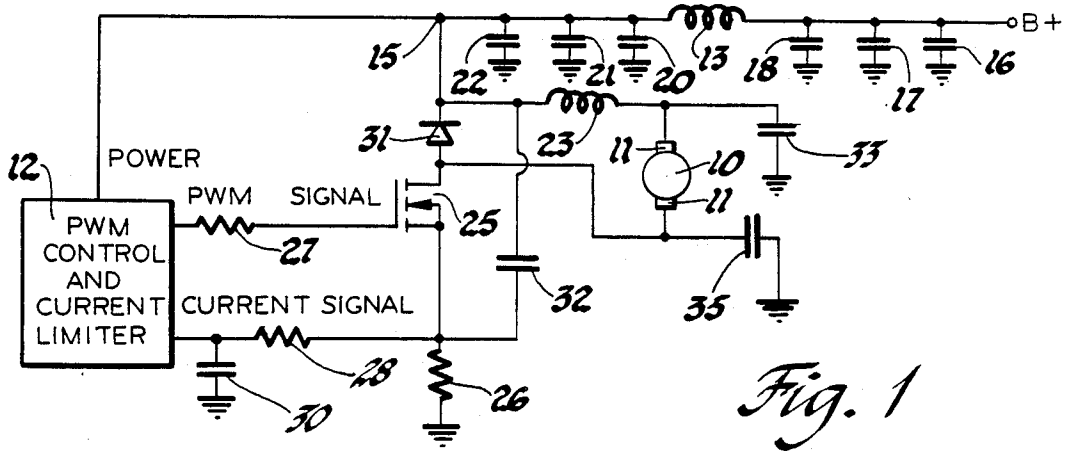 B+
15
22
21
20
13
18
17
16
31
23
11
10
11
33
12
POWER
PWM SIGNAL
25
27
PWM
CONTROL
AND
CURRENT
LIMITER
CURRENT SIGNAL
32
35
28
26
30
Fig. 1